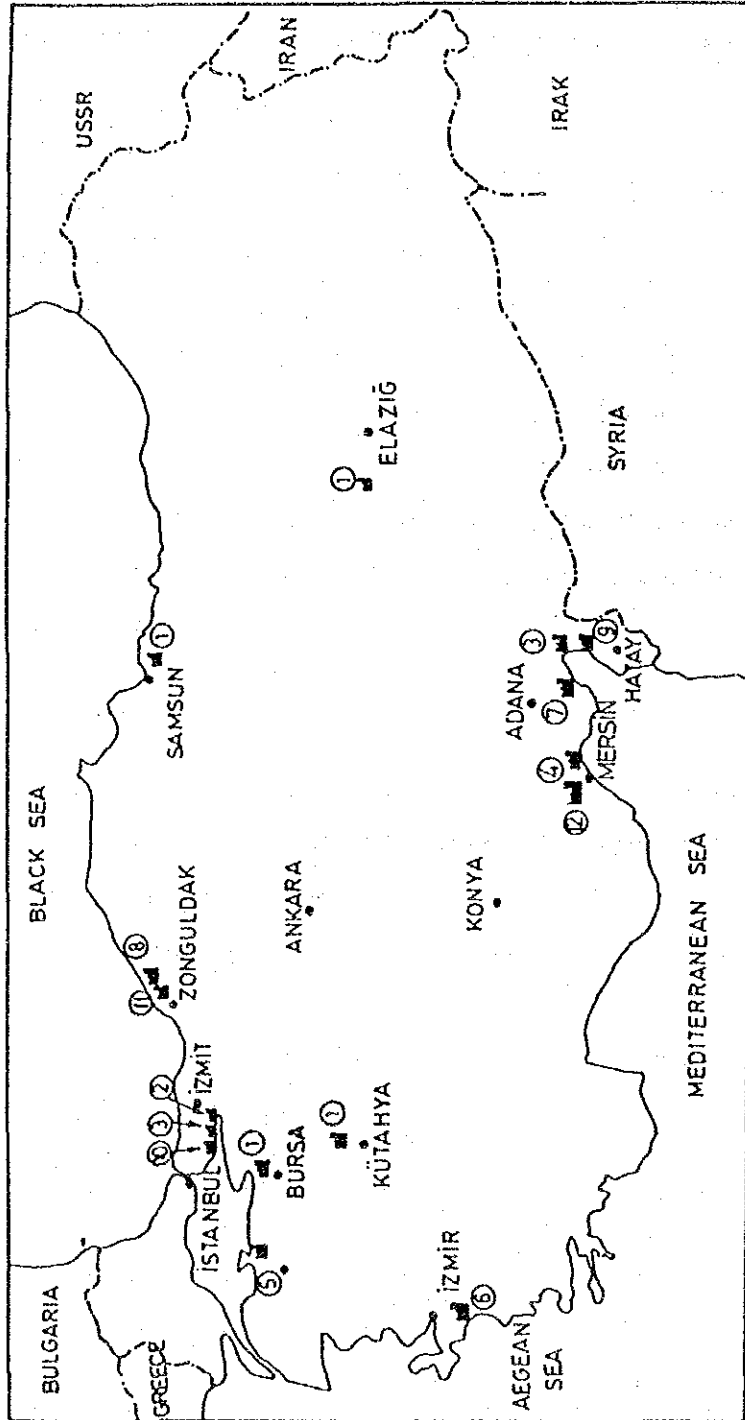 BULGARIA
GREECE
BLACK SEA
USSR
IRAN
IRAK
SYRIA
MEDITERRANEAN SEA
AEGEAN
SEA
İSTANBUL
10
3
2
İZMİT
11
8
ZONGULDAK
SAMSUN
1
5
1
BURSA
1
KÜTAHYA
ANKARA
1
ELAZIĞ
İZMİR
6
KONYA
12
4
MERSİN
ADANA
7
3
9
HATAY